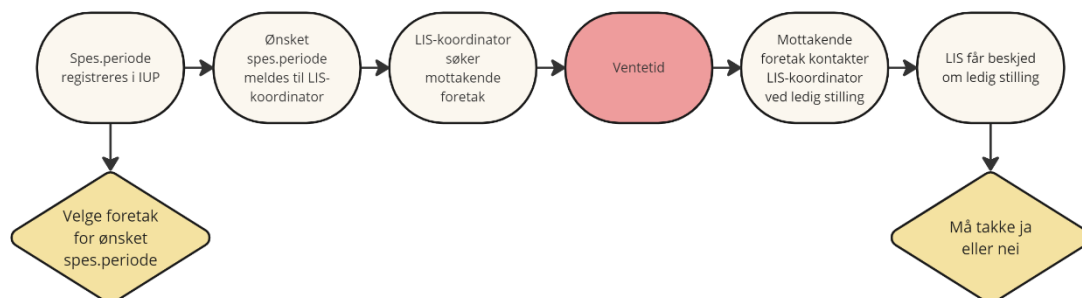 Spes.periode
registreres i IUP
Ønsket
spes.periode
meldes til LIS-
koordinator
LIS-koordinator
søker
mottakende
foretak
Ventetid
Mottakende
foretak kontakter
LIS-koordinator
ved ledig stilling
LIS får beskjed
om ledig stilling
Velge foretak
for ønsket
spes.periode
Må takke ja
eller nei